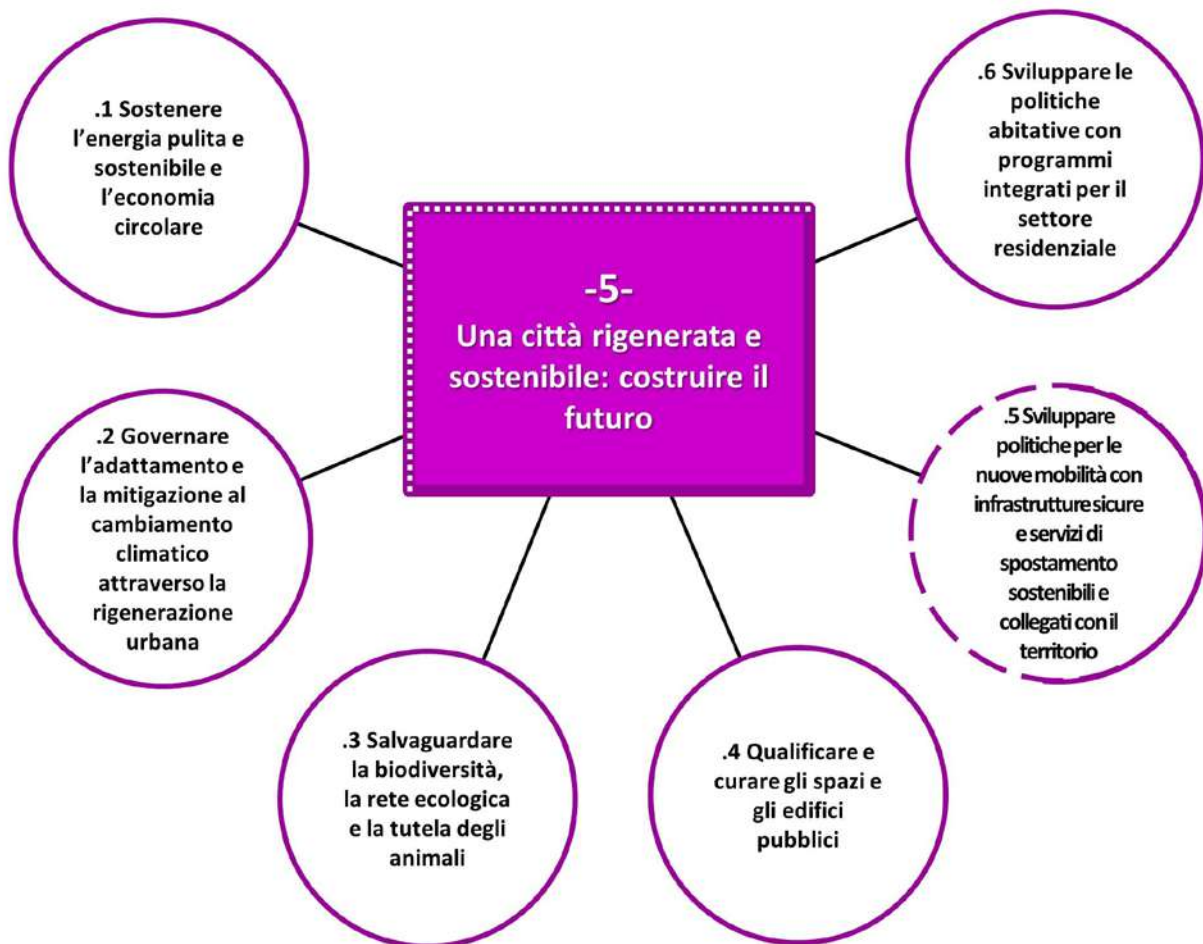 -5-
Una città rigenerata e
sostenibile: costruire il
futuro
.1 Sostenere
l’energia pulita e
sostenibile e
l’economia
circolare
.2 Governare
l’adattamento e
la mitigazione al
cambiamento
climatico
attraverso la
rigenerazione
urbana
.3 Salvaguardare
la biodiversità,
la rete ecologica
e la tutela degli
animali
.4 Qualificare e
curare gli spazi e
gli edifici
pubblici
.5 Sviluppare
politiche per le
nuove mobilità con
infrastrutture sicure
e servizi di
spostamento
sostenibili e
collegati con il
territorio
.6 Sviluppare le
politiche
abitative con
programmi
integrati per il
settore
residenziale